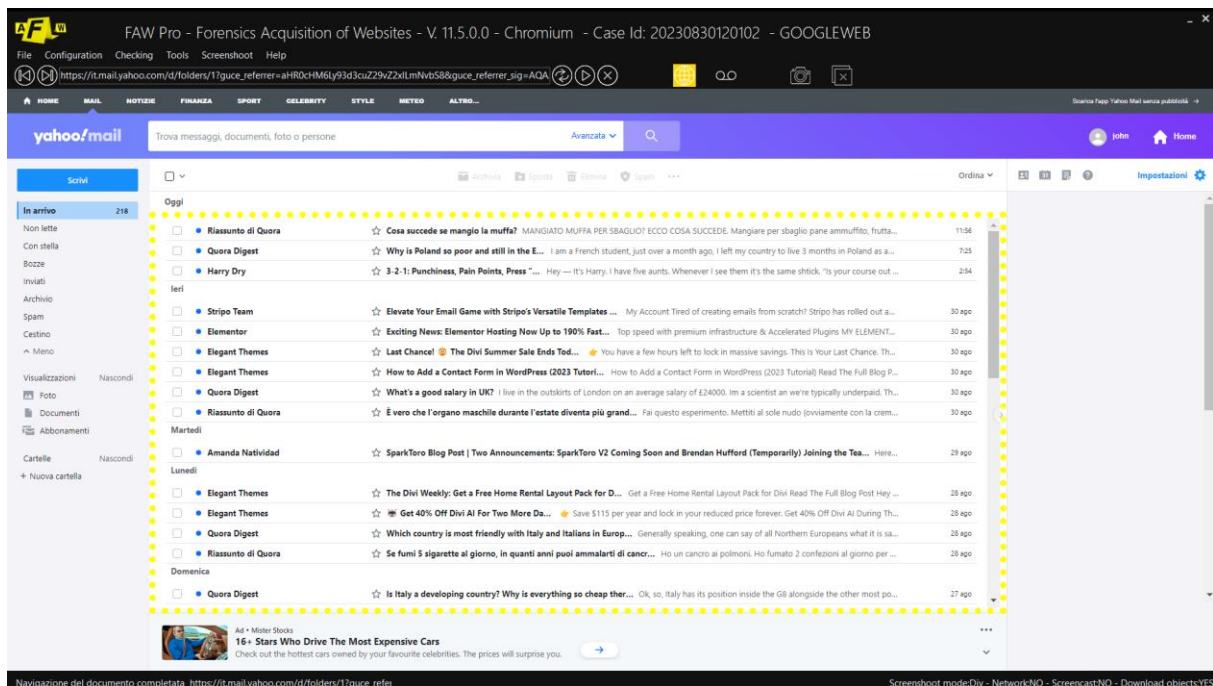 AFW
FAW Pro - Forensics Acquisition of Websites - V. 11.5.0.0 - Chromium - Case Id: 20230830120102 - GOOGLEWEB
File Configuration Checking Tools Screenshoot Help
https://it.mail.yahoo.com/d/folders/1?guce_referrer=aHR0cHM6Ly93d3cuZ29vZ2xlLmNvbS8&guce_referrer_sig=AQA
HOME MAIL NOTIZIE FINANZA SPORT CELEBRITY STYLE METEO ALTRO... Scarica l'app Yahoo Mail senza pubblicità
yahoo!mail Trova messaggi, documenti, foto o persone Avanzata john Home
Scrivi Archivia Sposta Elimina Spam ... Ordina Impostazioni
In arrivo 218
Non lette
Con stella
Bozze
Inviati
Archivio
Spam
Cestino
Meno
Visualizzazioni Nascondi
Foto
Documenti
Abbonamenti
Cartelle Nascondi
+ Nuova cartella
Oggi
Riassunto di Quora Cosa succede se mangio la muffa? MANGIATO MUFFA PER SBAGLIO? ECCO COSA SUCCEDE. Mangiare per sbaglio pane ammuffito, frutta... 11:56
Quora Digest Why is Poland so poor and still in the E... I am a French student, just over a month ago, I left my country to live 3 months in Poland as a... 7:25
Harry Dry 3-2-1: Punchiness, Pain Points, Press "... Hey — It's Harry. I have five aunts. Whenever I see them it's the same shtick. "Is your course out ... 2:54
Ieri
Stripo Team Elevate Your Email Game with Stripo's Versatile Templates ... My Account Tired of creating emails from scratch? Stripo has rolled out a... 30 ago
Elementor Exciting News: Elementor Hosting Now Up to 190% Fast... Top speed with premium infrastructure & Accelerated Plugins MY ELEMENT... 30 ago
Elegant Themes Last Chance! The Divi Summer Sale Ends Tod... You have a few hours left to lock in massive savings. This Is Your Last Chance. Th... 30 ago
Elegant Themes How to Add a Contact Form in WordPress (2023 Tutori... How to Add a Contact Form in WordPress (2023 Tutorial) Read The Full Blog P... 30 ago
Quora Digest What's a good salary in UK? I live in the outskirts of London on an average salary of £24000. Im a scientist an we're typically underpaid. Th... 30 ago
Riassunto di Quora È vero che l'organo maschile durante l'estate diventa più grand... Fai questo esperimento. Mettiti al sole nudo (ovviamente con la crem... 30 ago
Martedì
Amanda Natividad SparkToro Blog Post | Two Announcements: SparkToro V2 Coming Soon and Brendan Hufford (Temporarily) Joining the Tea... Here... 29 ago
Lunedì
Elegant Themes The Divi Weekly: Get a Free Home Rental Layout Pack for D... Get a Free Home Rental Layout Pack for Divi Read The Full Blog Post Hey ... 28 ago
Elegant Themes Get 40% Off Divi AI For Two More Da... Save $115 per year and lock in your reduced price forever. Get 40% Off Divi AI During Th... 28 ago
Quora Digest Which country is most friendly with Italy and Italians in Europ... Generally speaking, one can say of all Northern Europeans what it is sa... 28 ago
Riassunto di Quora Se fumi 5 sigarette al giorno, in quanti anni puoi ammalarti di cancr... Ho un cancro ai polmoni. Ho fumato 2 confezioni al giorno per ... 28 ago
Domenica
Quora Digest Is Italy a developing country? Why is everything so cheap ther... Ok, so, Italy has its position inside the G8 alongside the other most po... 27 ago
Ad • Mister Stocks
16+ Stars Who Drive The Most Expensive Cars
Check out the hottest cars owned by your favourite celebrities. The prices will surprise you.
Navigazione del documento completata https://it.mail.yahoo.com/d/folders/1?guce_refer Screenshoot mode:Div - Network:NO - Screencast:NO - Download objects:YES